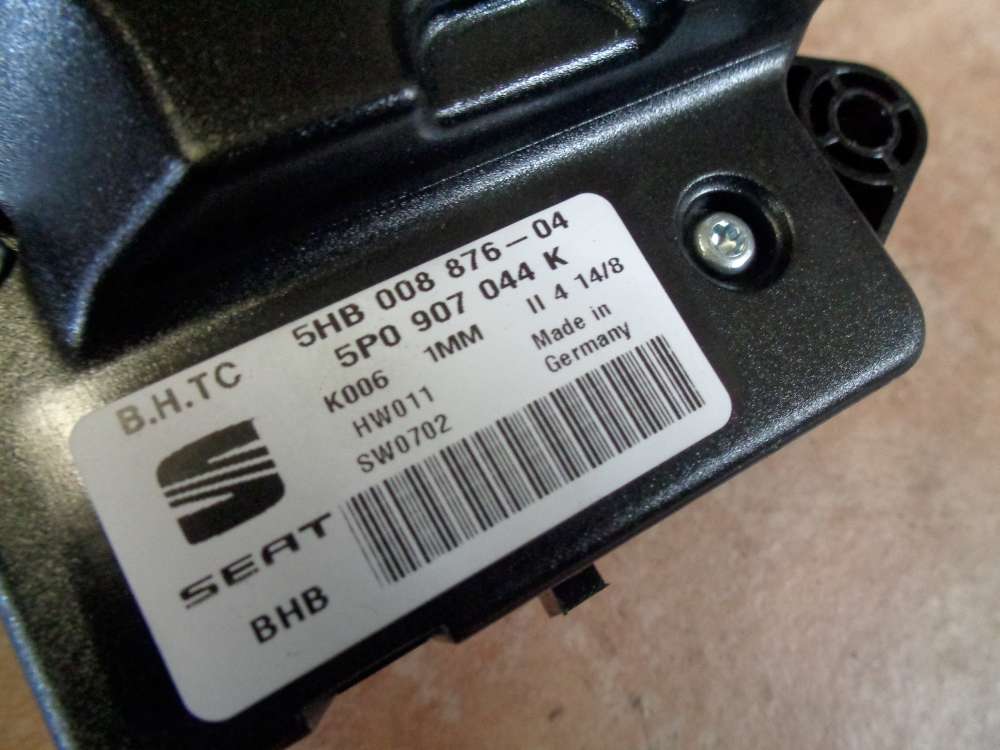 B.H.TC 5HB 008 876-04
5P0 907 044 K
K006 1MM II 4 14/8
HW011 Made in
SW0702 Germany
SEAT
BHB